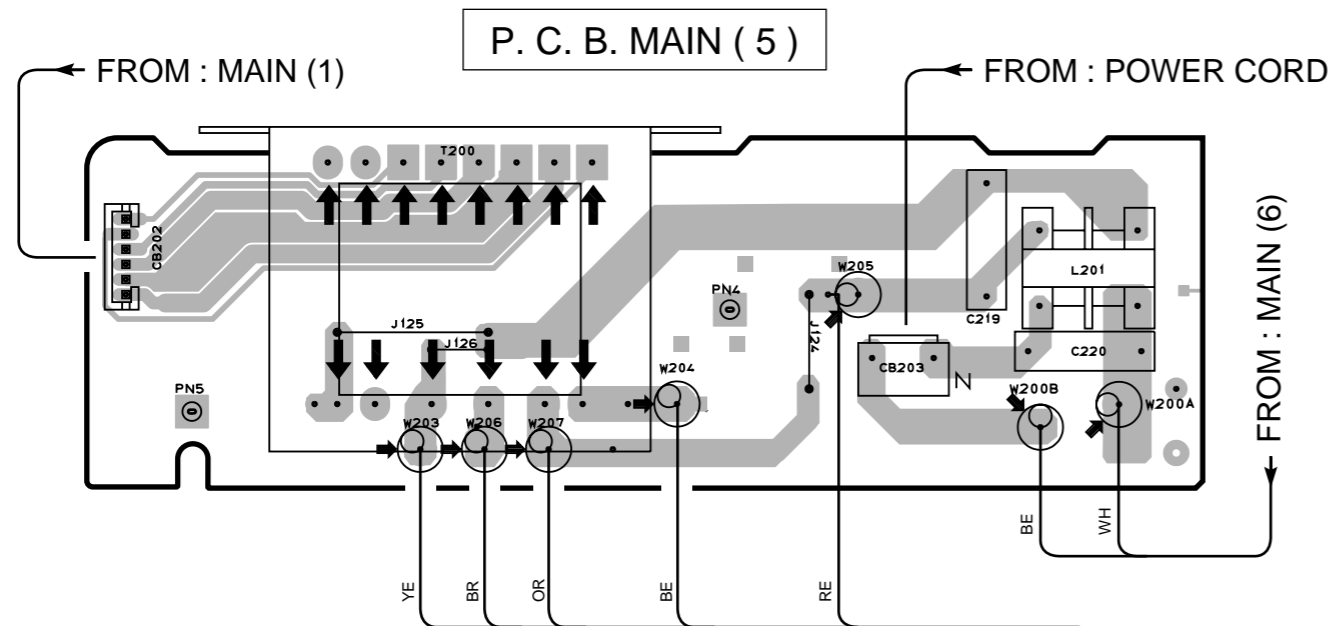 P. C. B. MAIN ( 5 )
FROM : MAIN (1)
FROM : POWER CORD
T200
CB202
FROM : MAIN (6)
W205
L201
PN4
C219
J125
J126
J124
C220
W204
CB203
N
PN5
W200B
W200A
W203
W206
W207
YE
BR
OR
BE
RE
BE
WH